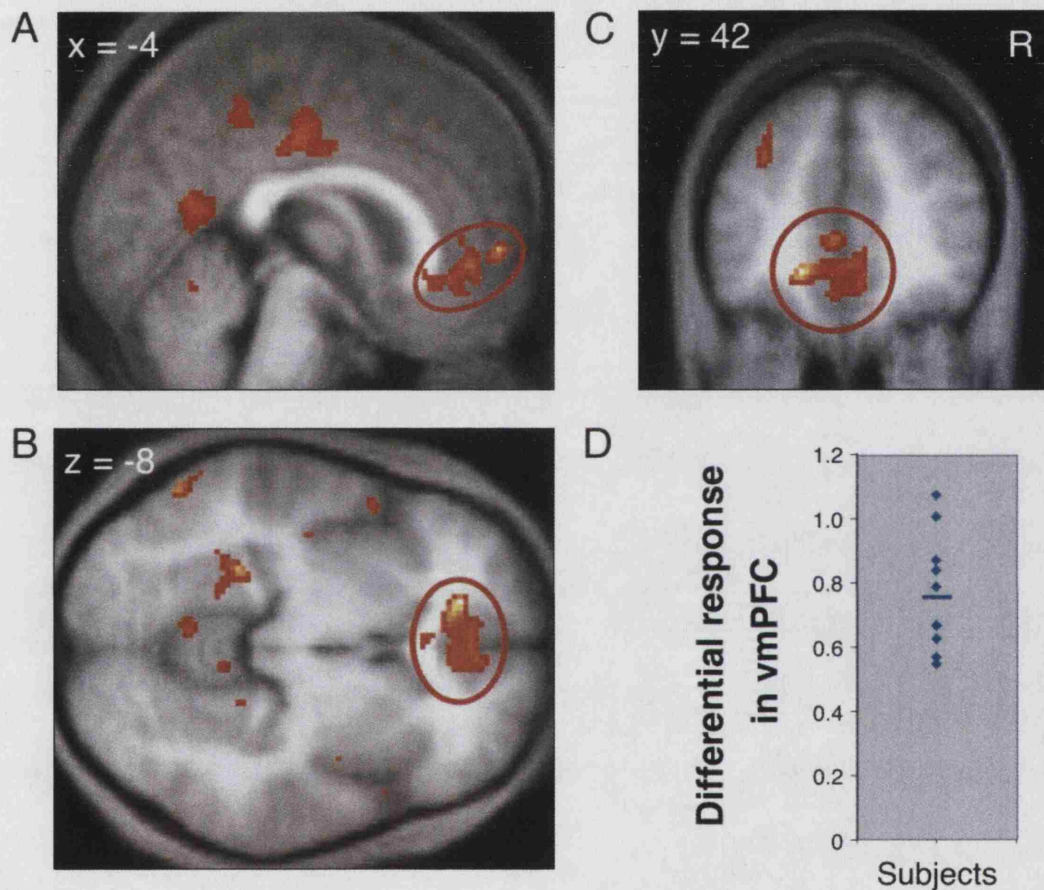 A
x = -4
C
y = 42
R
B
z = -8
D
Differential response
in vmPFC
1.2
1.0
0.8
0.6
0.4
0.2
0
Subjects